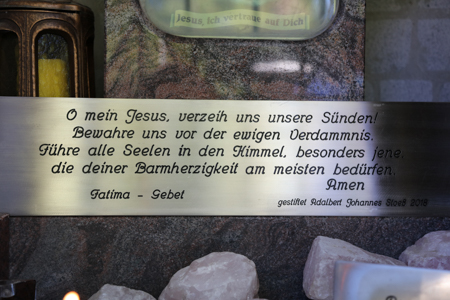 Jesus, ich vertraue auf Dich
O mein Jesus, verzeih uns unsere Sünden!
Bewahre uns vor der ewigen Verdammnis.
Führe alle Seelen in den Himmel, besonders jene,
die deiner Barmherzigkeit am meisten bedürfen.
Amen
Fatima - Gebet
gestiftet Adalbert Johannes 2018